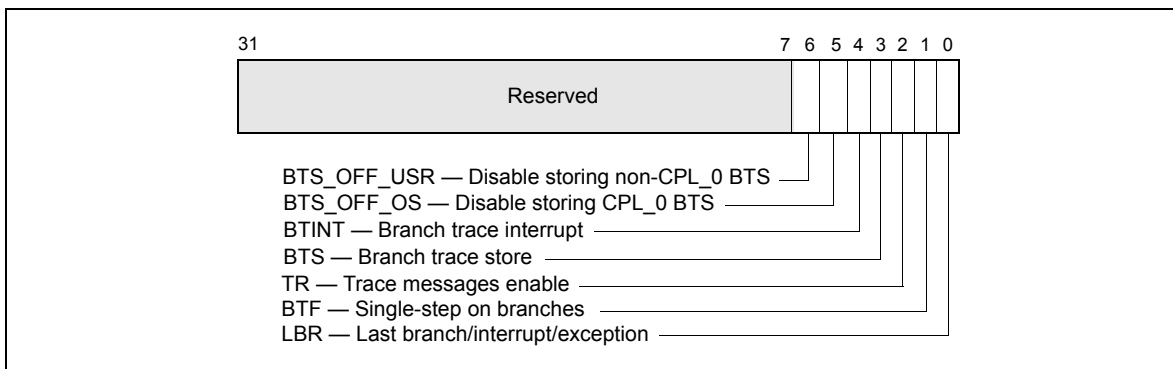 31 7 6 5 4 3 2 1 0
Reserved
BTS_OFF_USR — Disable storing non-CPL_0 BTS
BTS_OFF_OS — Disable storing CPL_0 BTS
BTINT — Branch trace interrupt
BTS — Branch trace store
TR — Trace messages enable
BTF — Single-step on branches
LBR — Last branch/interrupt/exception